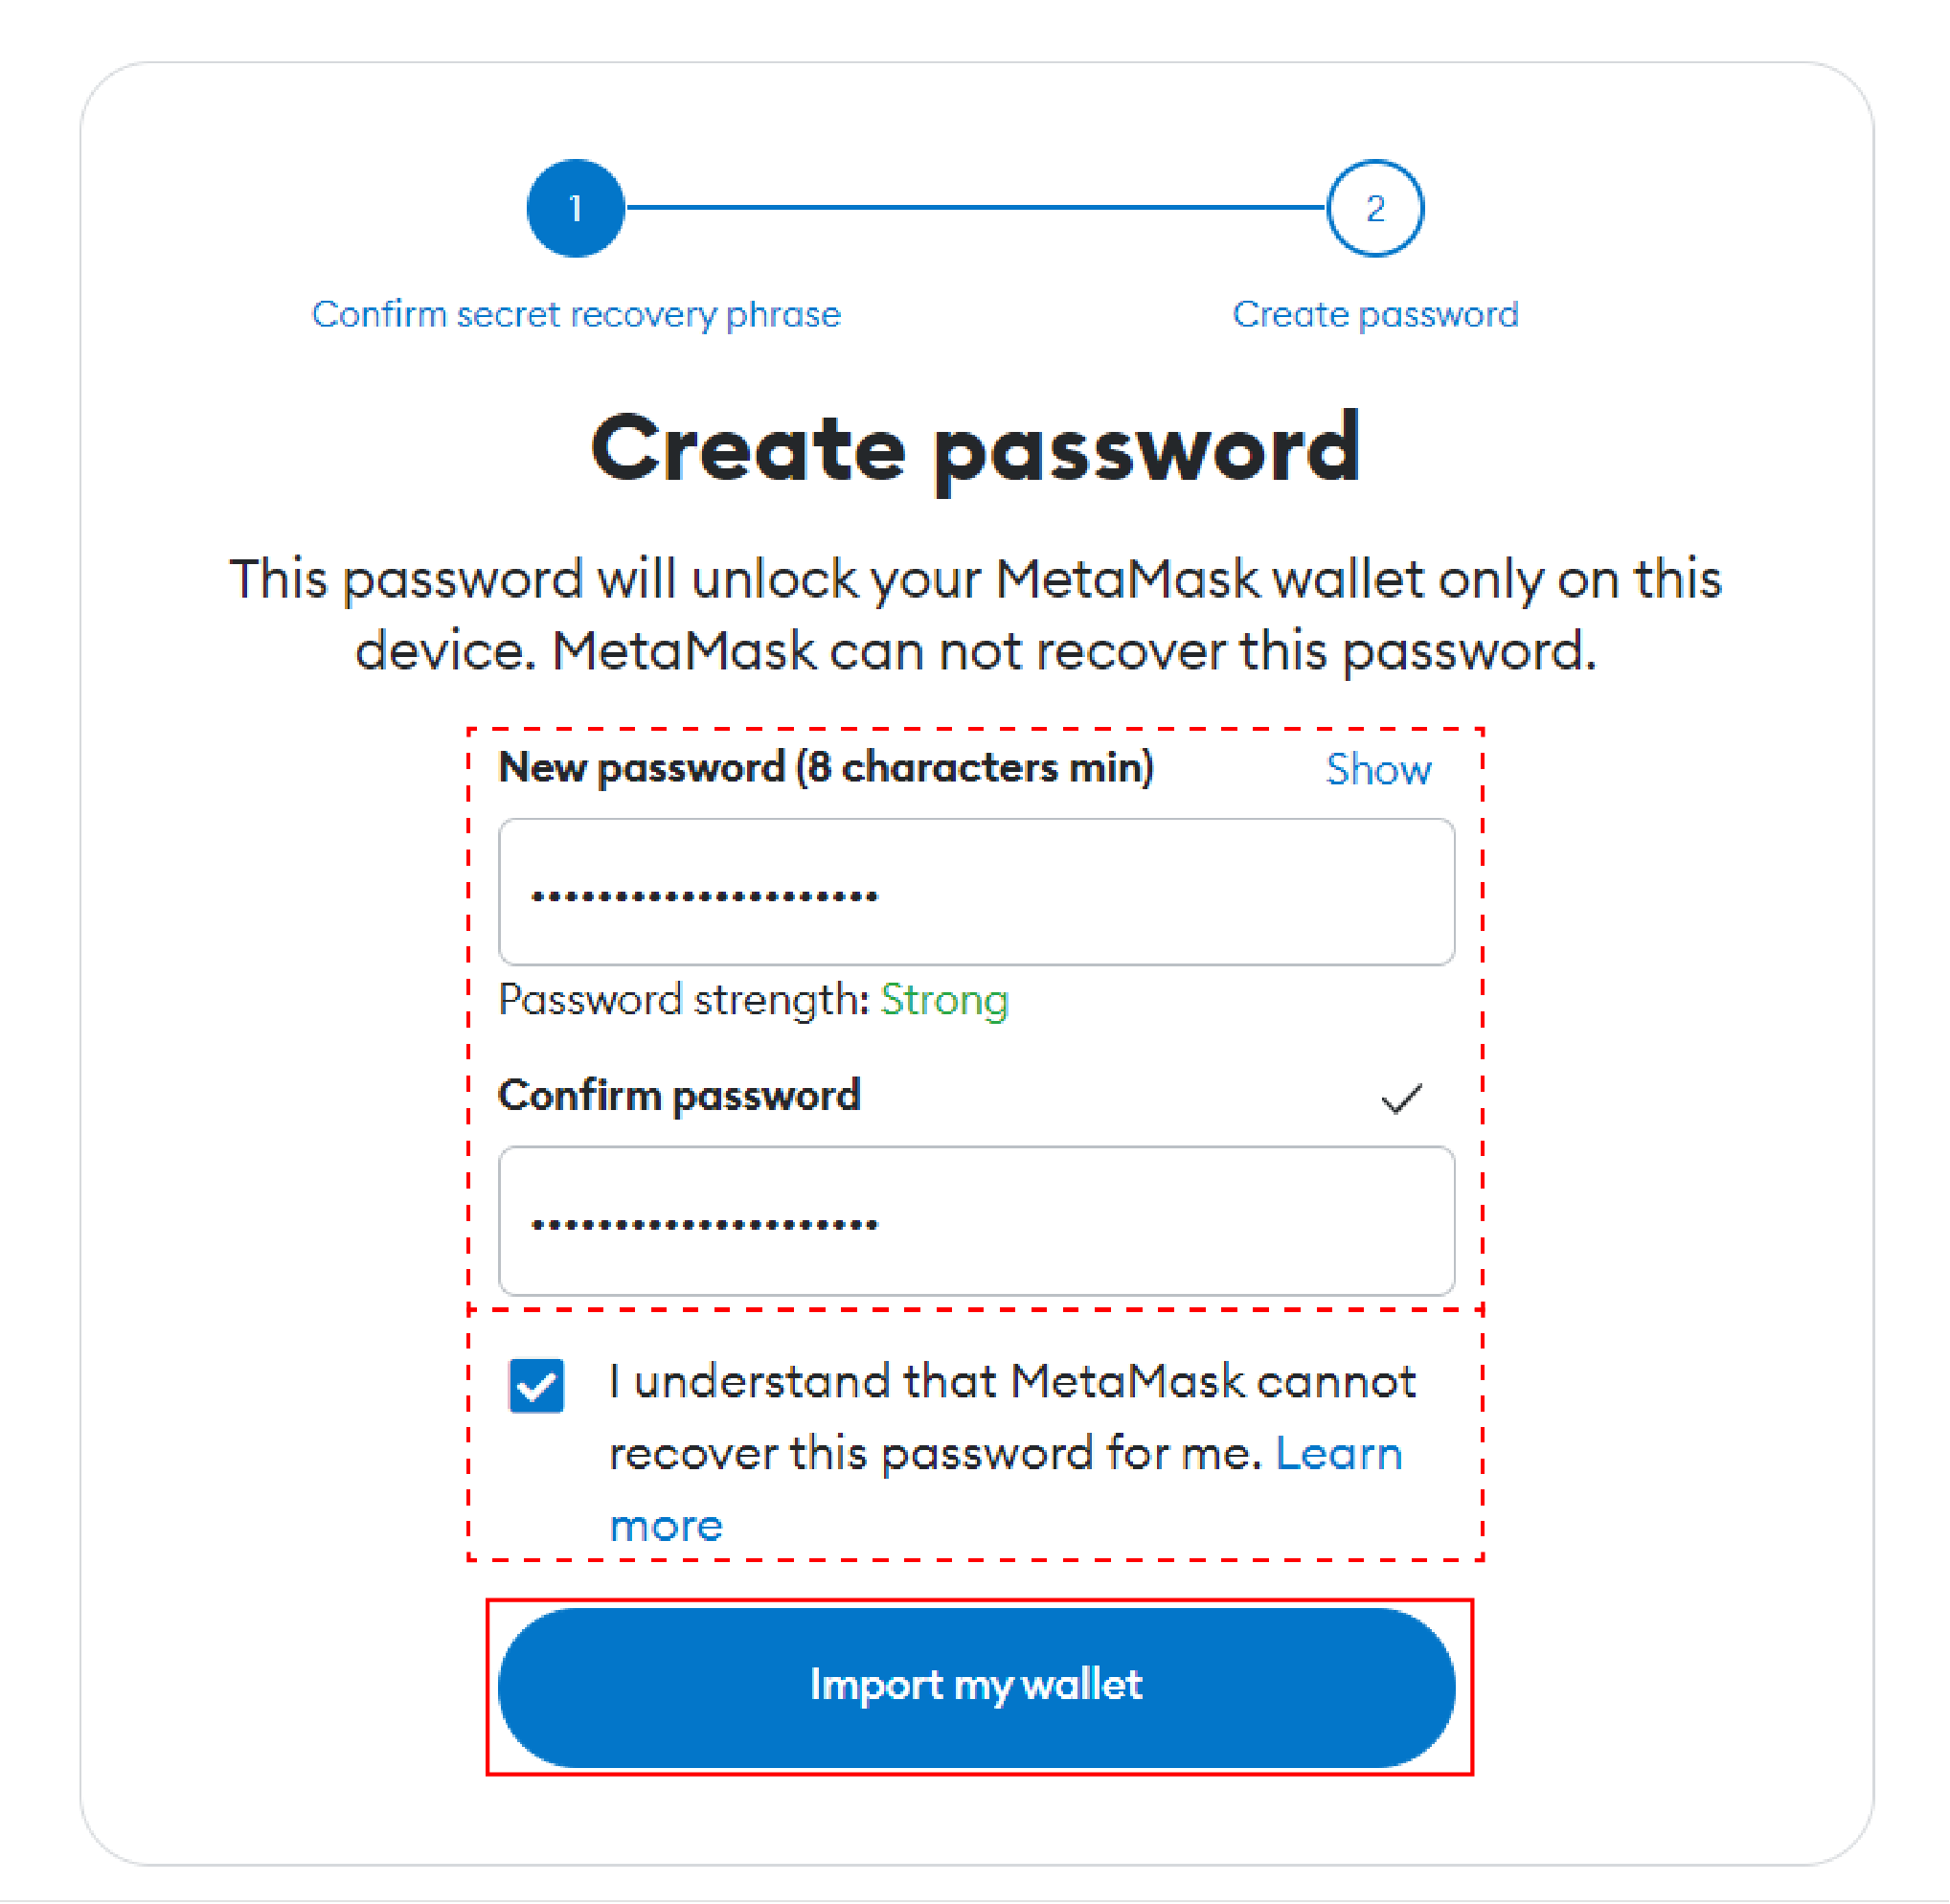 1
2
Confirm secret recovery phrase
Create password
Create password
This password will unlock your MetaMask wallet only on this
device. MetaMask can not recover this password.
New password (8 characters min)
Show
•••••••••••••••••••••
Password strength: Strong
Confirm password
•••••••••••••••••••••
I understand that MetaMask cannot
recover this password for me. Learn
more
Import my wallet